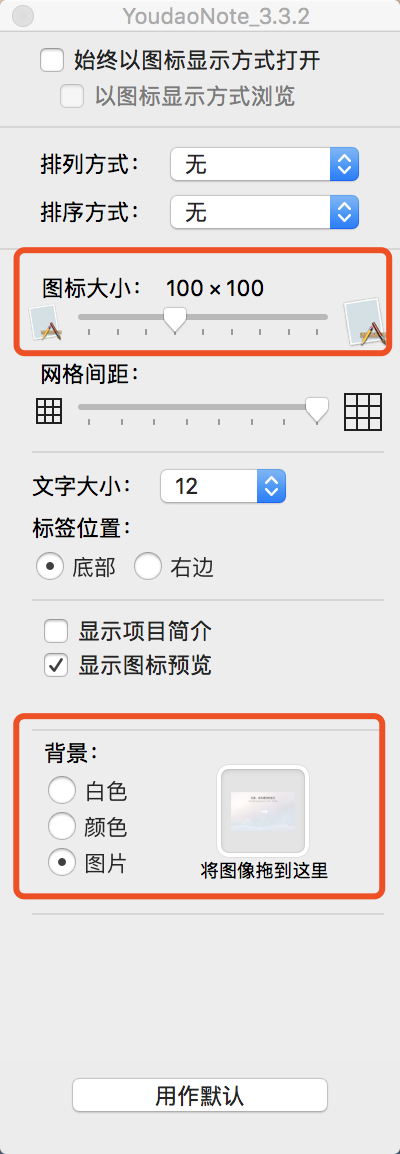 YoudaoNote_3.3.2
始终以图标显示方式打开
以图标显示方式浏览
排列方式： 无
排序方式： 无
图标大小： 100 × 100
网格间距：
文字大小： 12
标签位置：
底部 右边
显示项目简介
显示图标预览
背景：
白色
颜色
图片
将图像拖到这里
用作默认